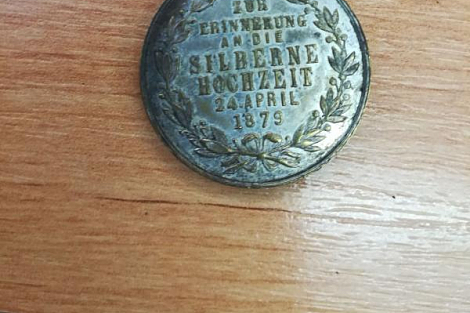 ZUR
ERINNERUNG
AN DIE
SILBERNE
HOCHZEIT
24. APRIL
1879